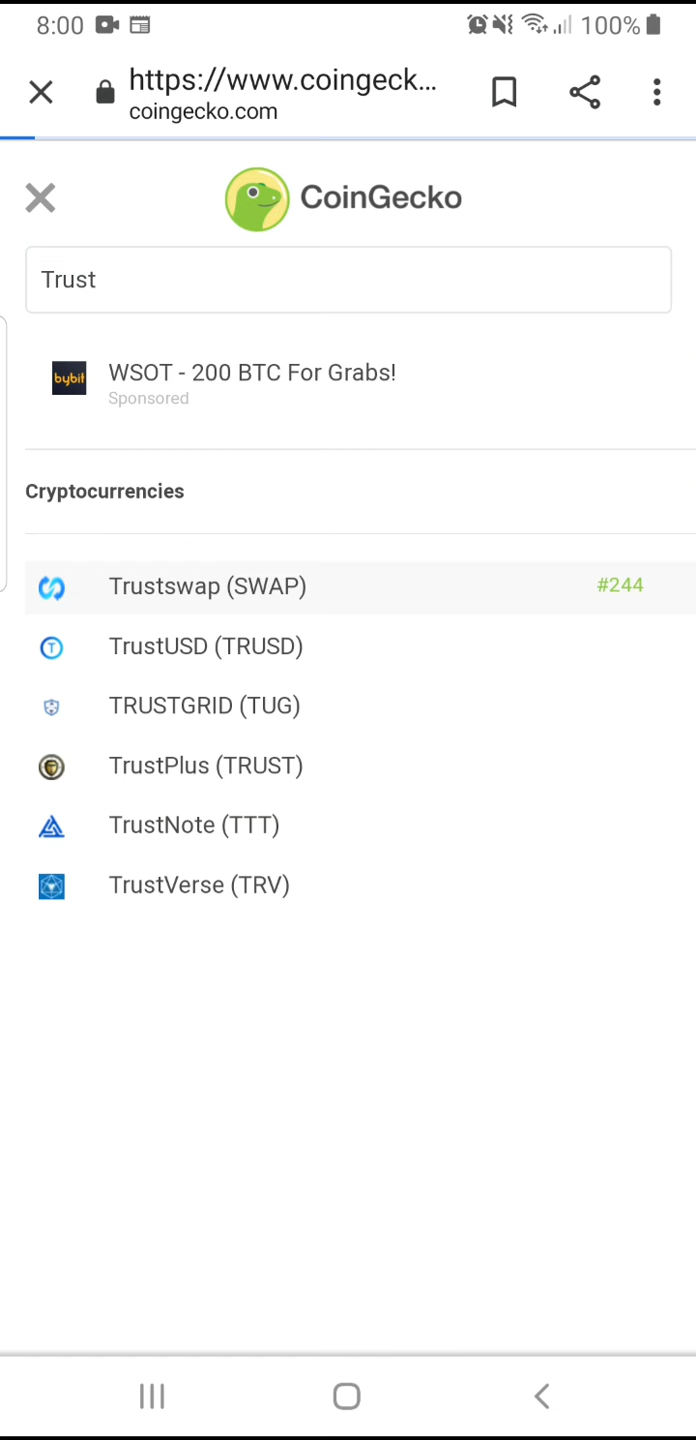 8:00 100%
https://www.coingeck...
coingecko.com
CoinGecko
Trust
bybit WSOT - 200 BTC For Grabs!
Sponsored
Cryptocurrencies
Trustswap (SWAP) #244
TrustUSD (TRUSD)
TRUSTGRID (TUG)
TrustPlus (TRUST)
TrustNote (TTT)
TrustVerse (TRV)